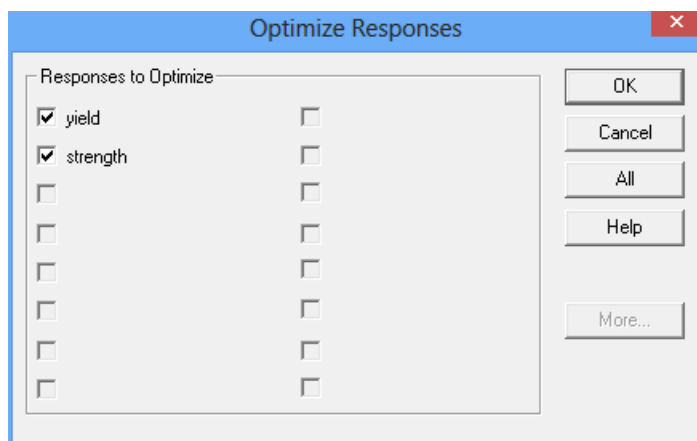 Optimize Responses
Responses to Optimize
yield
strength
OK
Cancel
All
Help
More...